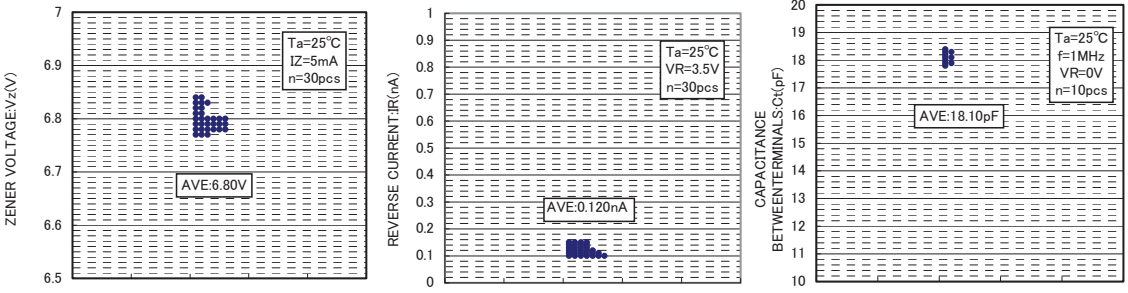 ZENER VOLTAGE:Vz(V)
7
6.9
6.8
6.7
6.6
6.5
Ta=25°C
IZ=5mA
n=30pcs
AVE:6.80V
REVERSE CURRENT:IR(nA)
1
0.9
0.8
0.7
0.6
0.5
0.4
0.3
0.2
0.1
0
Ta=25°C
VR=3.5V
n=30pcs
AVE:0.120nA
CAPACITANCE
BETWEENTERMINALS:Ct(pF)
20
19
18
17
16
15
14
13
12
11
10
Ta=25°C
f=1MHz
VR=0V
n=10pcs
AVE:18.10pF